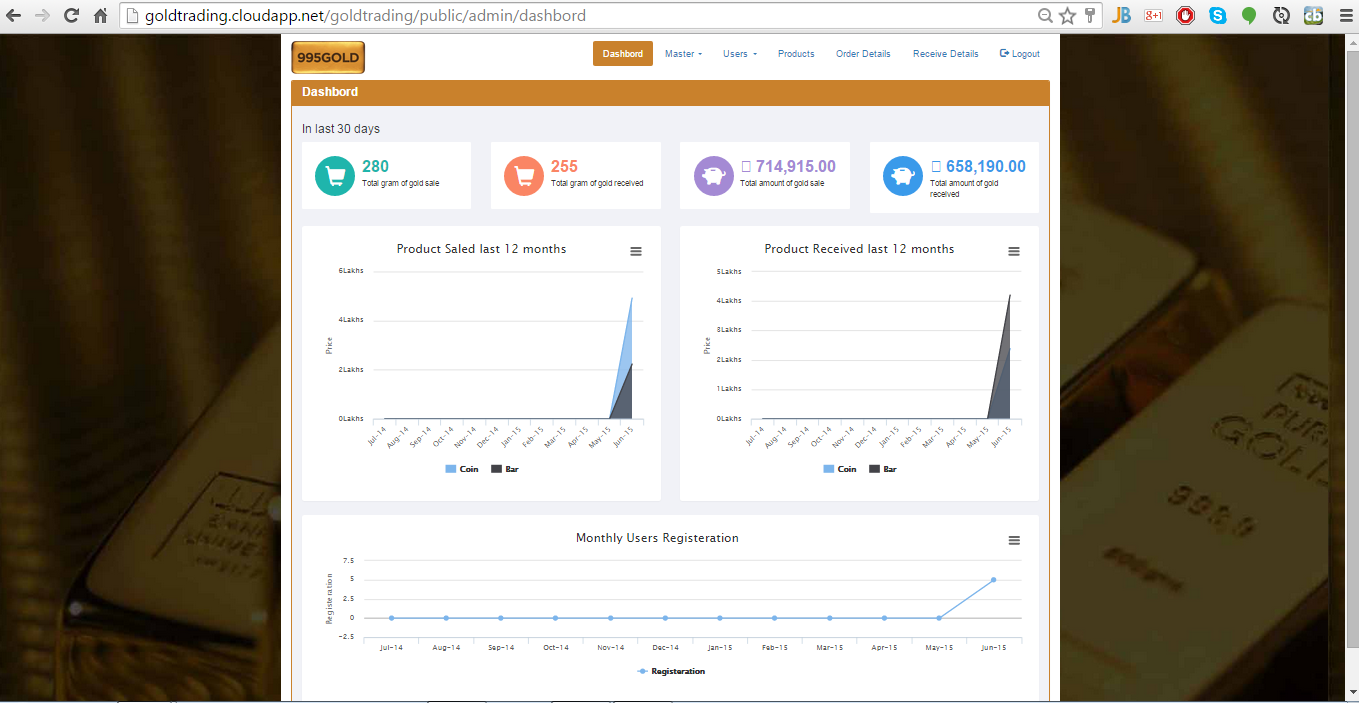 goldtrading.cloudapp.net/goldtrading/public/admin/dashbord
JB
g+1
S
cb
995GOLD
Dashbord Master Users Products Order Details Receive Details Logout
Dashbord
In last 30 days
280
Total gram of gold sale
255
Total gram of gold received
714,915.00
Total amount of gold sale
658,190.00
Total amount of gold
received
Product Saled last 12 months
6Lakhs
4Lakhs
2Lakhs
0Lakhs
Price
Jul-14 Aug-14 Sep-14 Oct-14 Nov-14 Dec-14 Jan-15 Feb-15 Mar-15 Apr-15 May-15 Jun-15
Coin Bar
Product Received last 12 months
5Lakhs
4Lakhs
3Lakhs
2Lakhs
1Lakhs
0Lakhs
Price
Jul-14 Aug-14 Sep-14 Oct-14 Nov-14 Dec-14 Jan-15 Feb-15 Mar-15 Apr-15 May-15 Jun-15
Coin Bar
Monthly Users Registeration
7.5
5
2.5
0
-2.5
Registeration
Jul-14 Aug-14 Sep-14 Oct-14 Nov-14 Dec-14 Jan-15 Feb-15 Mar-15 Apr-15 May-15 Jun-15
Registeration
GOLD